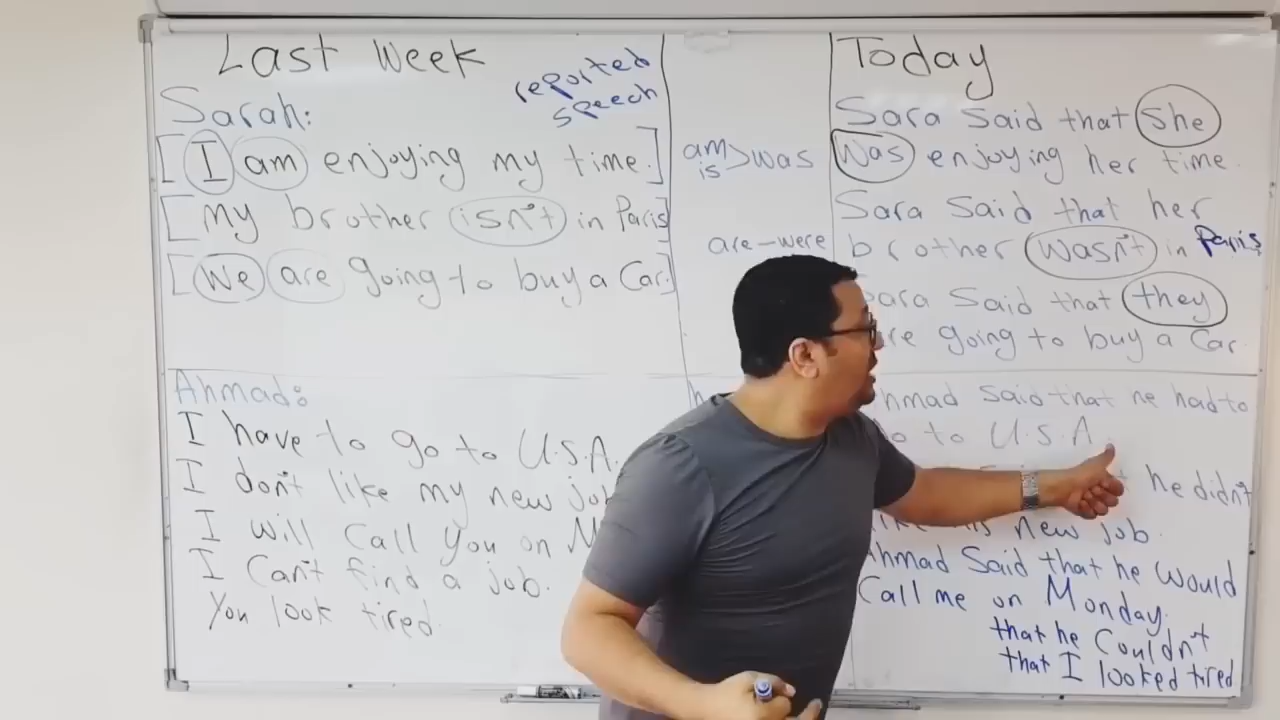 Last Week
reported
speech
Sarah:
[I am enjoying my time.]
[My brother isn't in Paris]
[We are going to buy a Car.]
am
is > was
are – were
Today
Sara Said that she
was enjoying her time.
Sara Said that her
brother wasn't in Paris
Sara Said that they
going to buy a Car.
Ahmad:
I have to go to U.S.A.
I don't like my new job
I will Call You on
I Can't find a job.
You look tired
Said that he had to
to U.S.A.
he didn't
new job.
Ahmad Said that he would
Call me on Monday.
that he Couldn't
that I looked tired